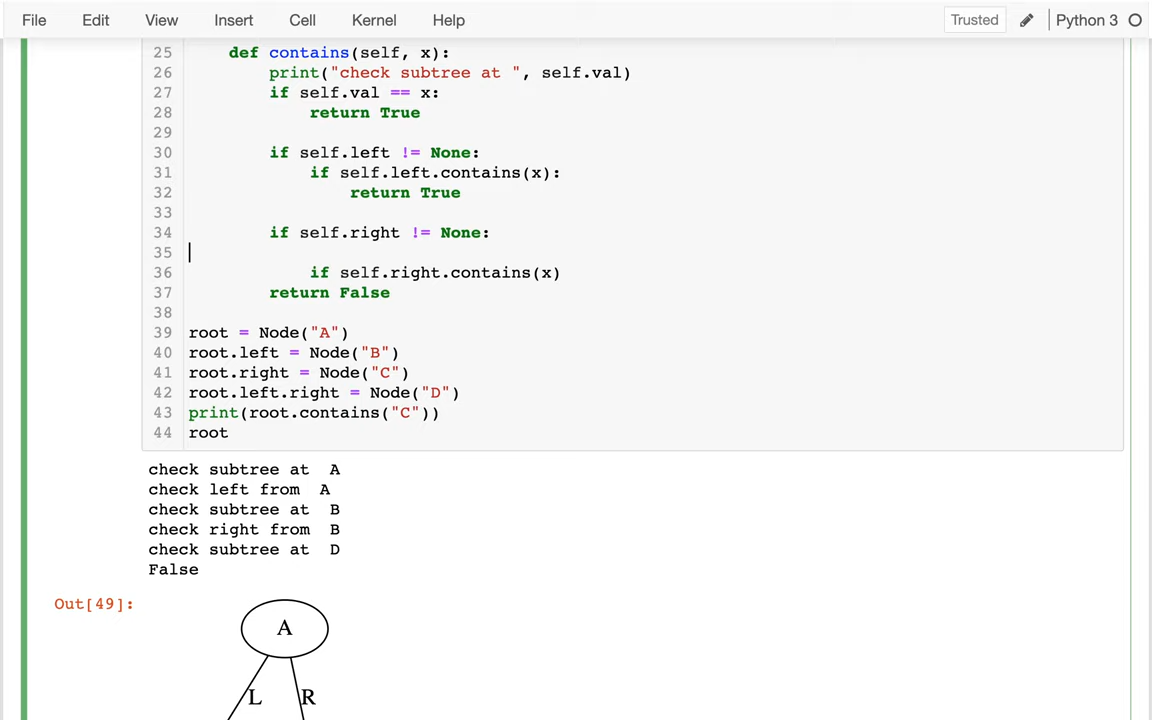 File Edit View Insert Cell Kernel Help Trusted Python 3
25     def contains(self, x):
26         print("check subtree at ", self.val)
27         if self.val == x:
28             return True
29
30         if self.left != None:
31             if self.left.contains(x):
32                 return True
33
34         if self.right != None:
35
36             if self.right.contains(x)
37         return False
38
39 root = Node("A")
40 root.left = Node("B")
41 root.right = Node("C")
42 root.left.right = Node("D")
43 print(root.contains("C"))
44 root
check subtree at  A
check left from  A
check subtree at  B
check right from  B
check subtree at  D
False
Out[49]:
A
L R